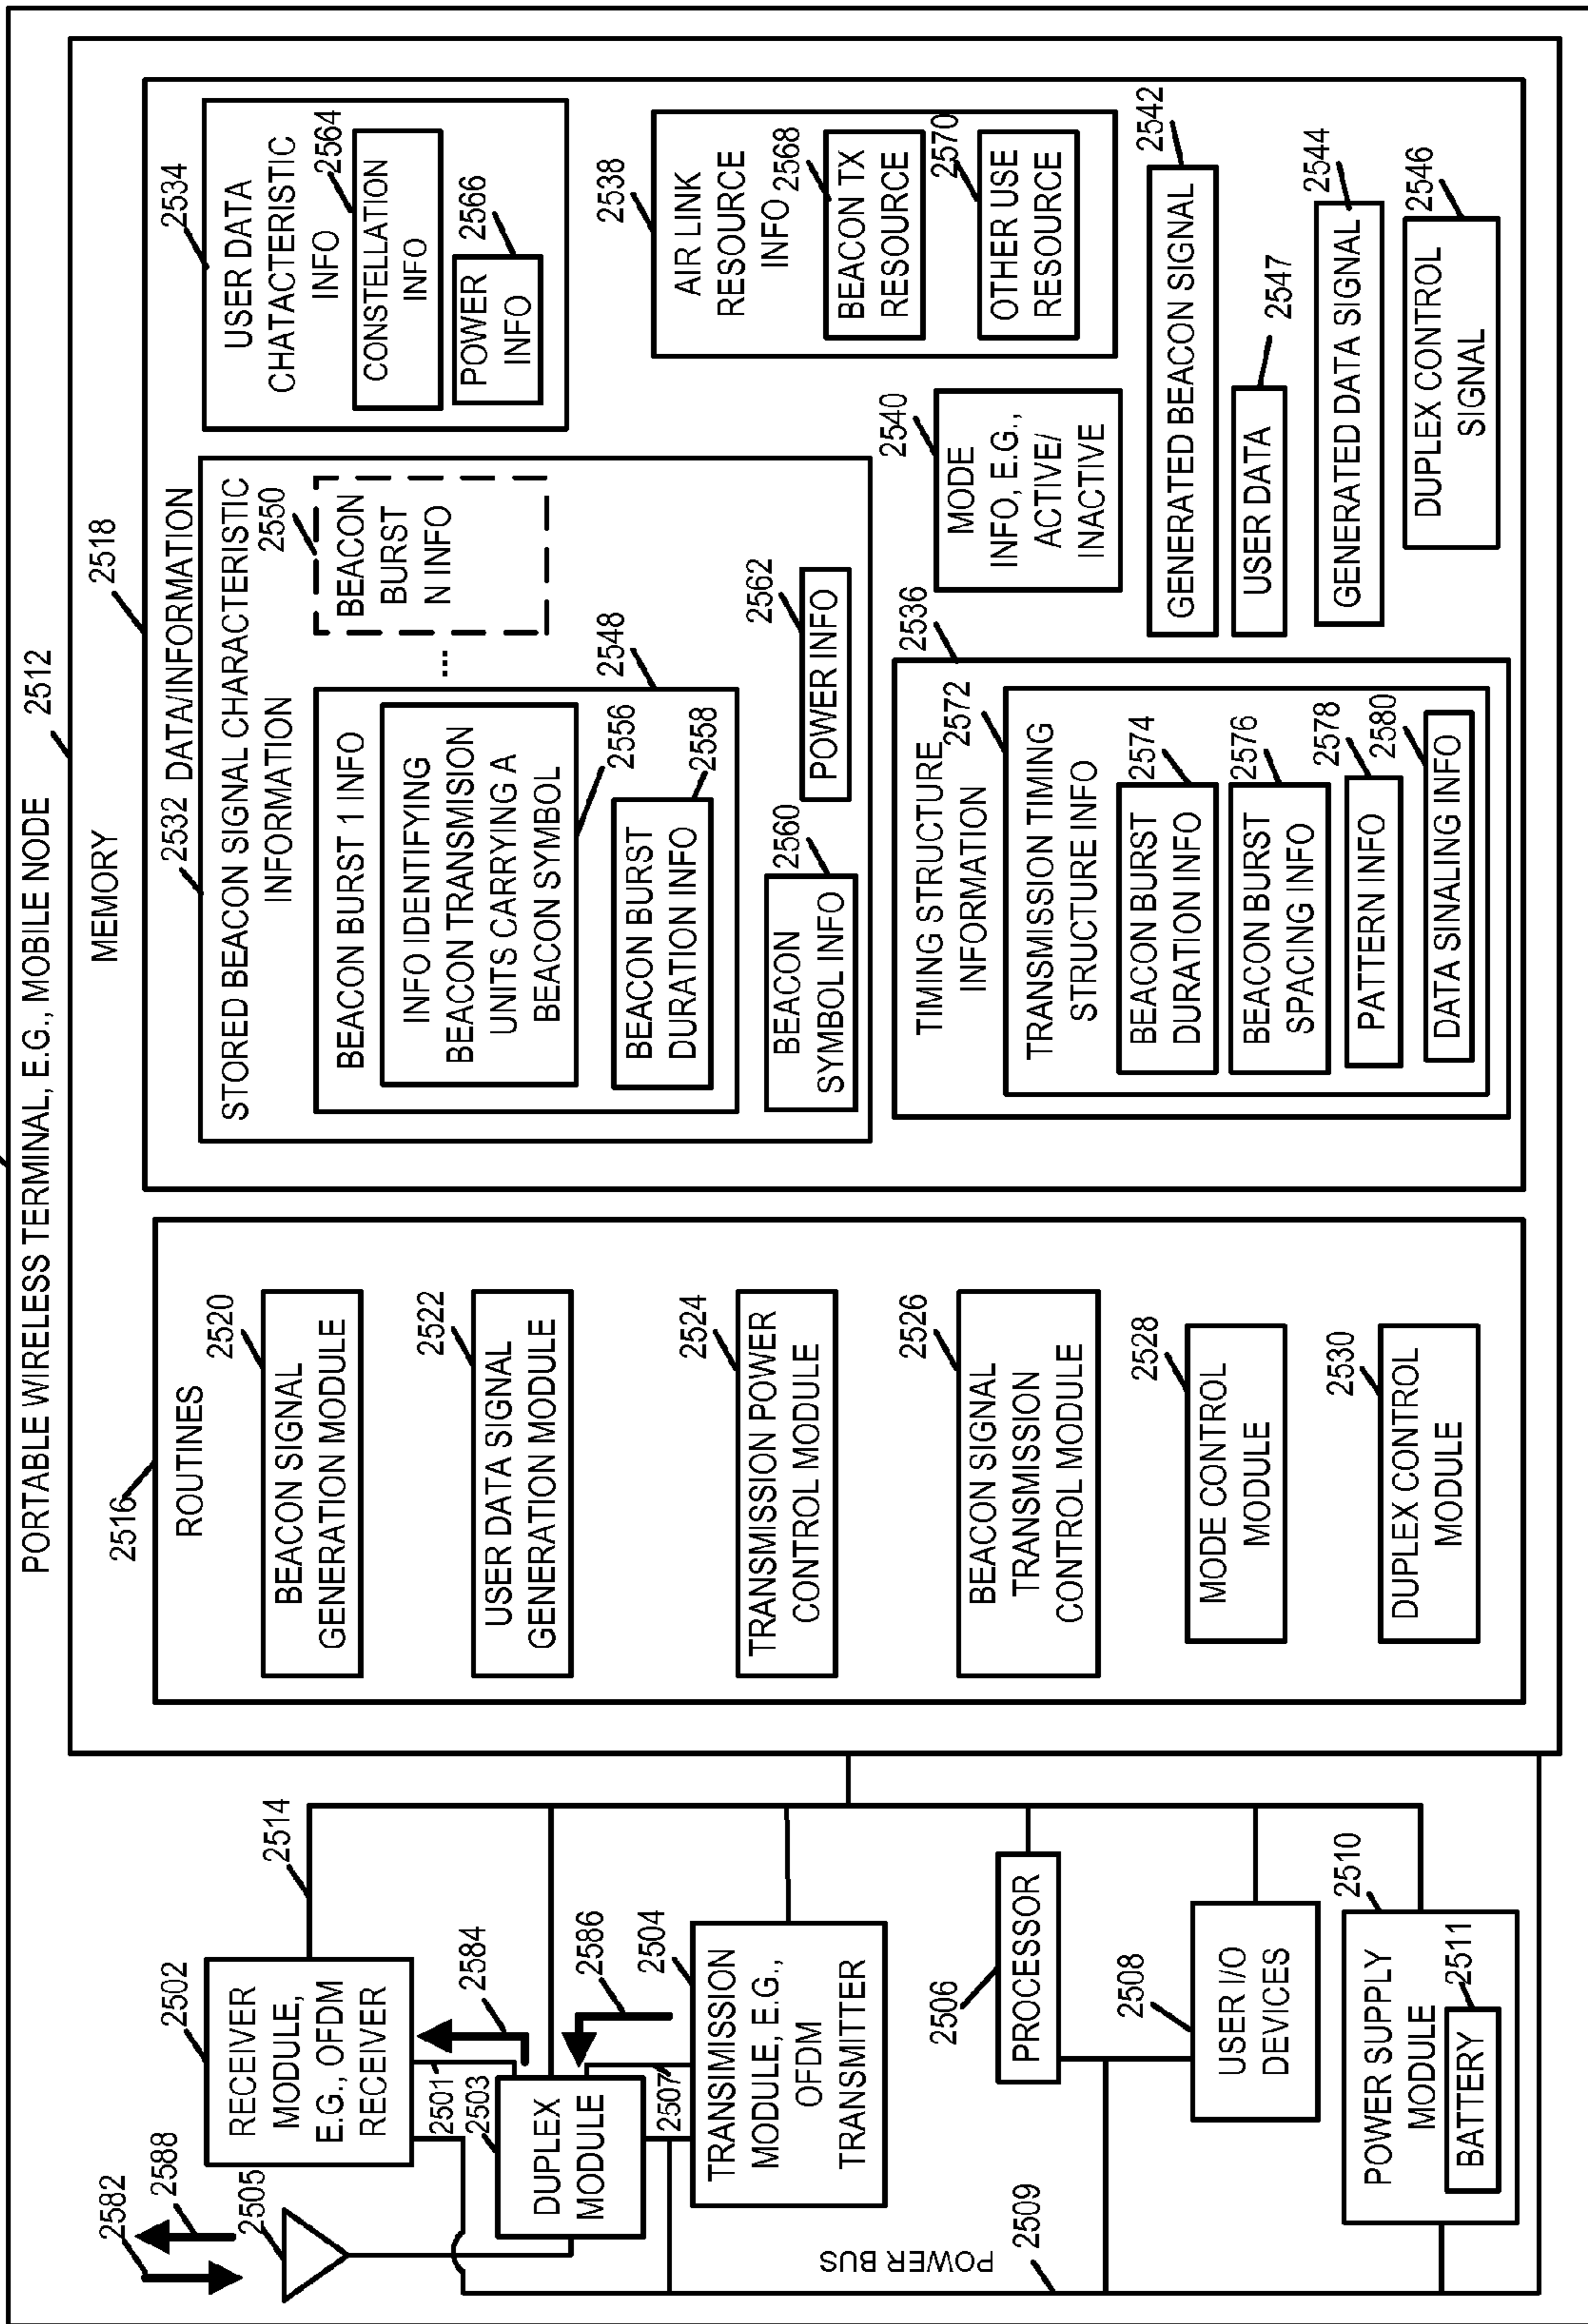 PORTABLE WIRELESS TERMINAL, E.G., MOBILE NODE
2512
MEMORY
2582
2588
2505
2502
RECEIVER
MODULE,
E.G., OFDM
RECEIVER
2514
2501
2503
2584
DUPLEX
MODULE
2586
2507
2504
TRANSIMISSION
MODULE, E.G.,
OFDM
TRANSMITTER
POWER BUS
2509
2506
PROCESSOR
2508
USER I/O
DEVICES
2510
POWER SUPPLY
MODULE
2511
BATTERY
2516
ROUTINES
2520
BEACON SIGNAL
GENERATION MODULE
2522
USER DATA SIGNAL
GENERATION MODULE
2524
TRANSMISSION POWER
CONTROL MODULE
2526
BEACON SIGNAL
TRANSMISSION
CONTROL MODULE
2528
MODE CONTROL
MODULE
2530
DUPLEX CONTROL
MODULE
2518
DATA/INFORMATION
2532
STORED BEACON SIGNAL CHARACTERISTIC
INFORMATION
2550
BEACON
BURST
N INFO
...
2548
BEACON BURST 1 INFO
INFO IDENTIFYING
BEACON TRANSMISION
UNITS CARRYING A
BEACON SYMBOL
2556
2558
BEACON BURST
DURATION INFO
2560
BEACON
SYMBOL INFO
2562
POWER INFO
2534
USER DATA
CHATACTERISTIC
INFO
2564
CONSTELLATION
INFO
2566
POWER
INFO
2538
AIR LINK
RESOURCE
INFO
2568
BEACON TX
RESOURCE
2570
OTHER USE
RESOURCE
2540
MODE
INFO, E.G.,
ACTIVE/
INACTIVE
2536
TIMING STRUCTURE
INFORMATION
2572
TRANSMISSION TIMING
STRUCTURE INFO
2574
BEACON BURST
DURATION INFO
2576
BEACON BURST
SPACING INFO
2578
PATTERN INFO
2580
DATA SINALING INFO
2542
GENERATED BEACON SIGNAL
2547
USER DATA
2544
GENERATED DATA SIGNAL
2546
DUPLEX CONTROL
SIGNAL